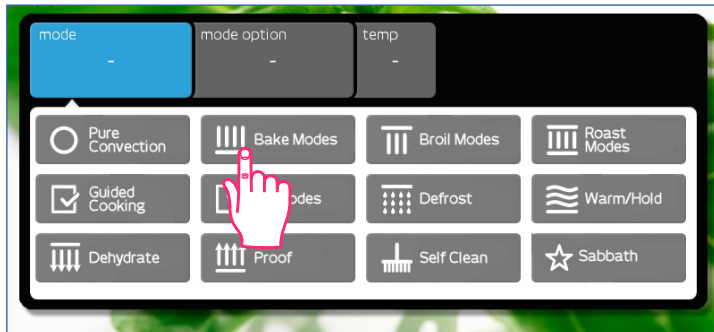 mode
-
mode option
-
temp
-
Pure
Convection
Bake Modes
Broil Modes
Roast
Modes
Guided
Cooking
Defrost
Warm/Hold
Dehydrate
Proof
Self Clean
Sabbath